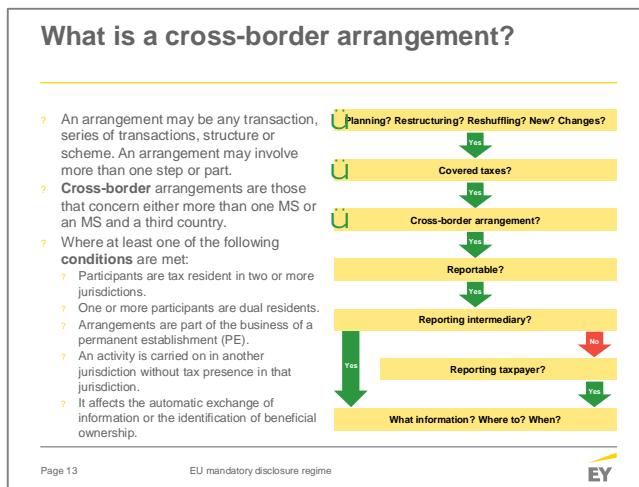 What is a cross-border arrangement?
? An arrangement may be any transaction,
series of transactions, structure or
scheme. An arrangement may involve
more than one step or part.
? Cross-border arrangements are those
that concern either more than one MS or
an MS and a third country.
? Where at least one of the following
conditions are met:
? Participants are tax resident in two or more
jurisdictions.
? One or more participants are dual residents.
? Arrangements are part of the business of a
permanent establishment (PE).
? An activity is carried on in another
jurisdiction without tax presence in that
jurisdiction.
? It affects the automatic exchange of
information or the identification of beneficial
ownership.
ü Planning? Restructuring? Reshuffling? New? Changes?
Yes
ü Covered taxes?
Yes
ü Cross-border arrangement?
Yes
Reportable?
Yes
Reporting intermediary?
Yes
No
Reporting taxpayer?
Yes
What information? Where to? When?
Page 13
EU mandatory disclosure regime
EY